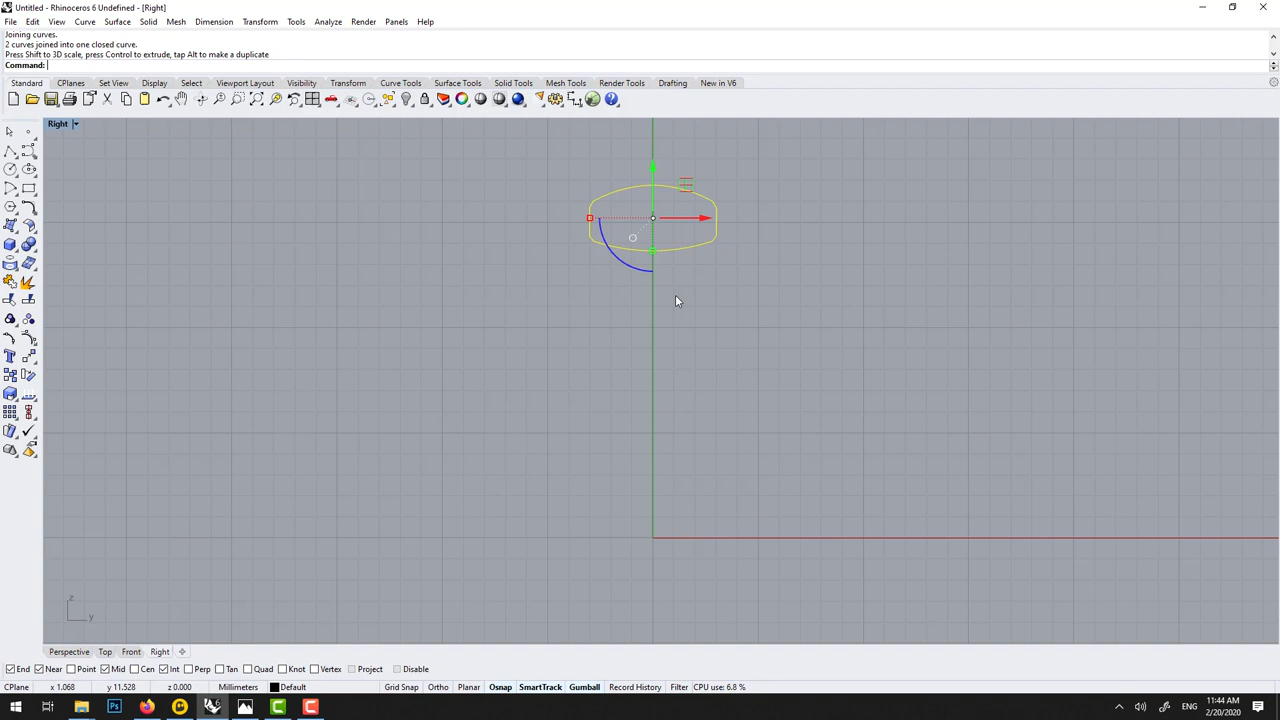 Untitled - Rhinoceros 6 Undefined - [Right]
File Edit View Curve Surface Solid Mesh Dimension Transform Tools Analyze Render Panels Help
Joining curves.
2 curves joined into one closed curve.
Press Shift to 3D scale, press Control to extrude, tap Alt to make a duplicate
Command:
Standard CPlanes Set View Display Select Viewport Layout Transform Curve Tools Surface Tools Solid Tools Mesh Tools Render Tools Drafting New in V6
Right
z
y
Perspective Top Front Right
End Near Point Mid Cen Int Perp Tan Quad Knot Vertex Project Disable
CPlane x 1.068 y 11.528 z 0.000 Millimeters Default Grid Snap Ortho Planar Osnap SmartTrack Gumball Record History Filter CPU use: 6.8 %
Ps ENG 11:44 AM
2/20/2020